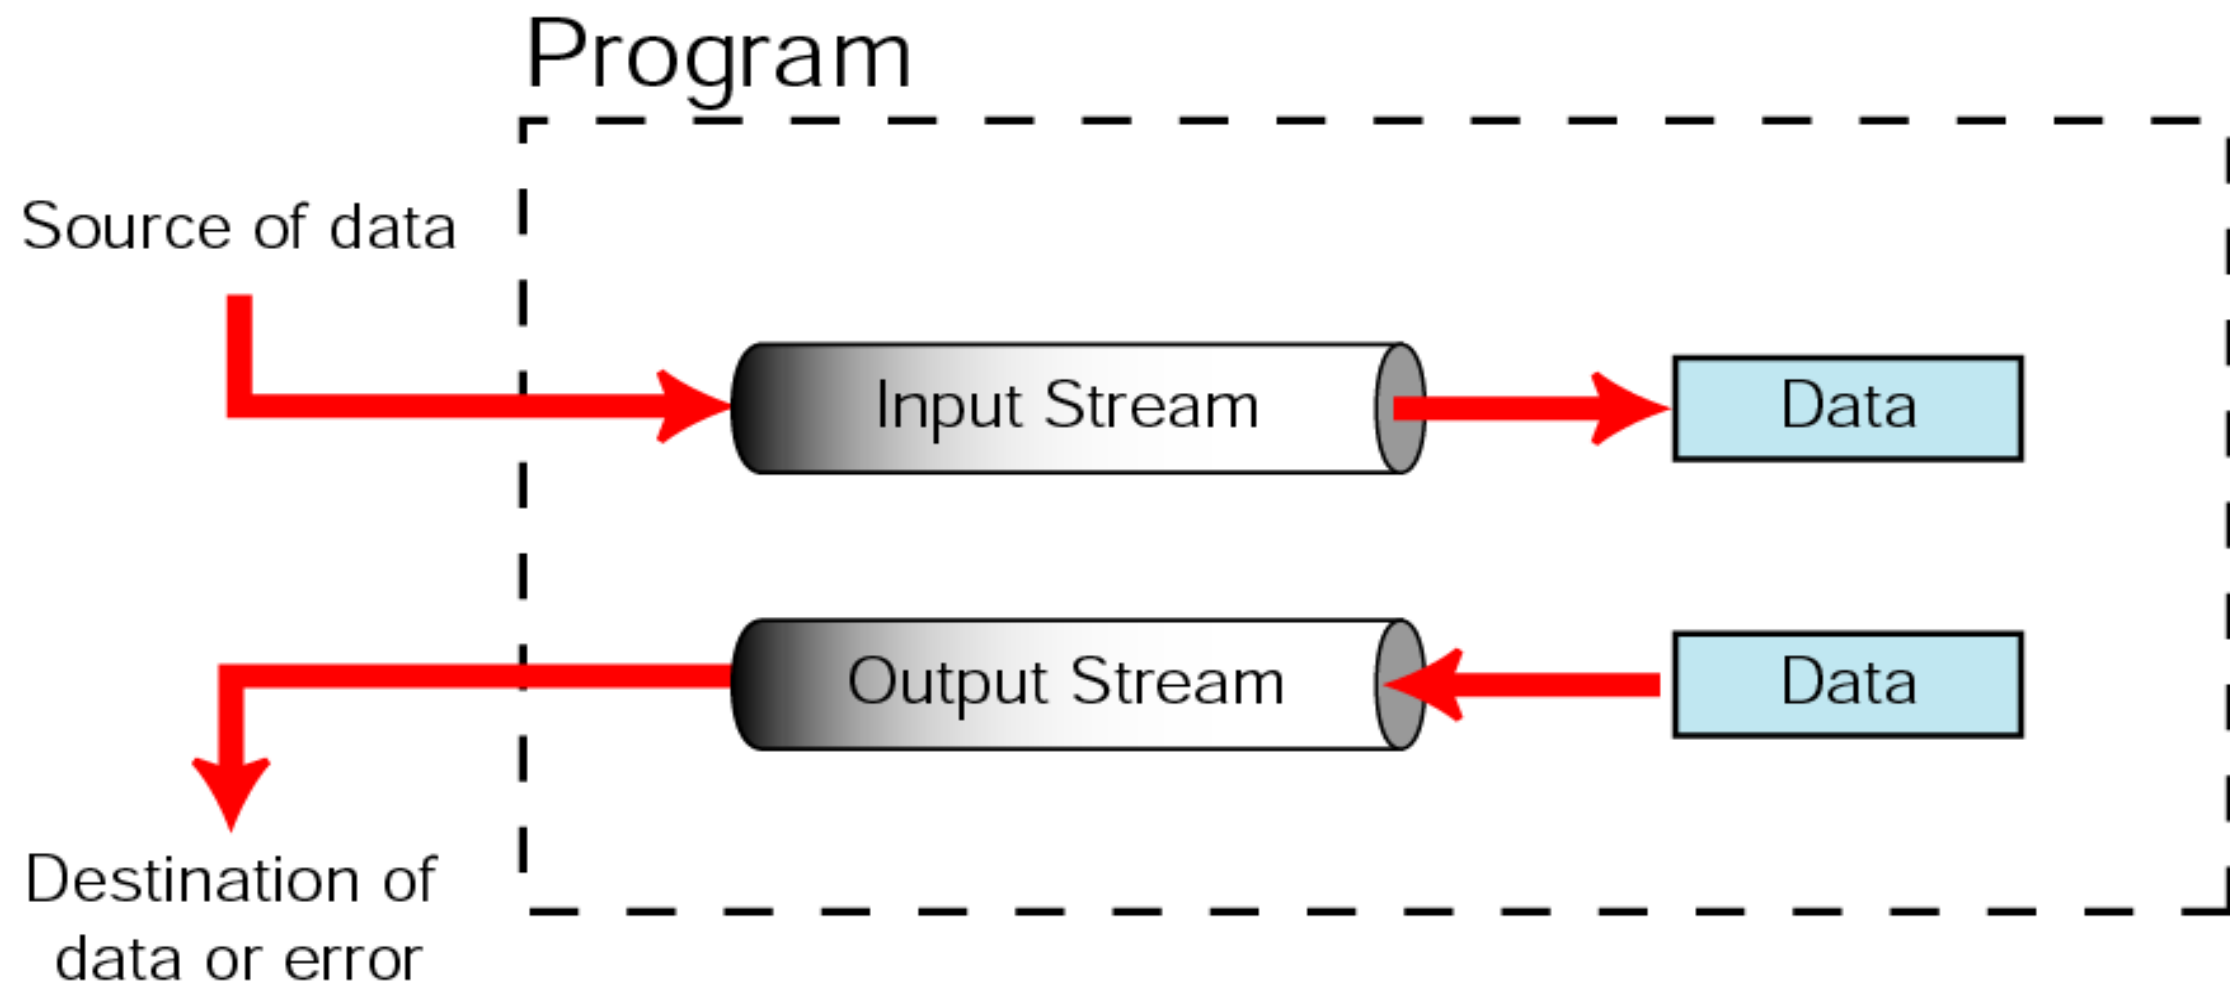 Program
Source of data
Input Stream
Data
Output Stream
Data
Destination of
data or error